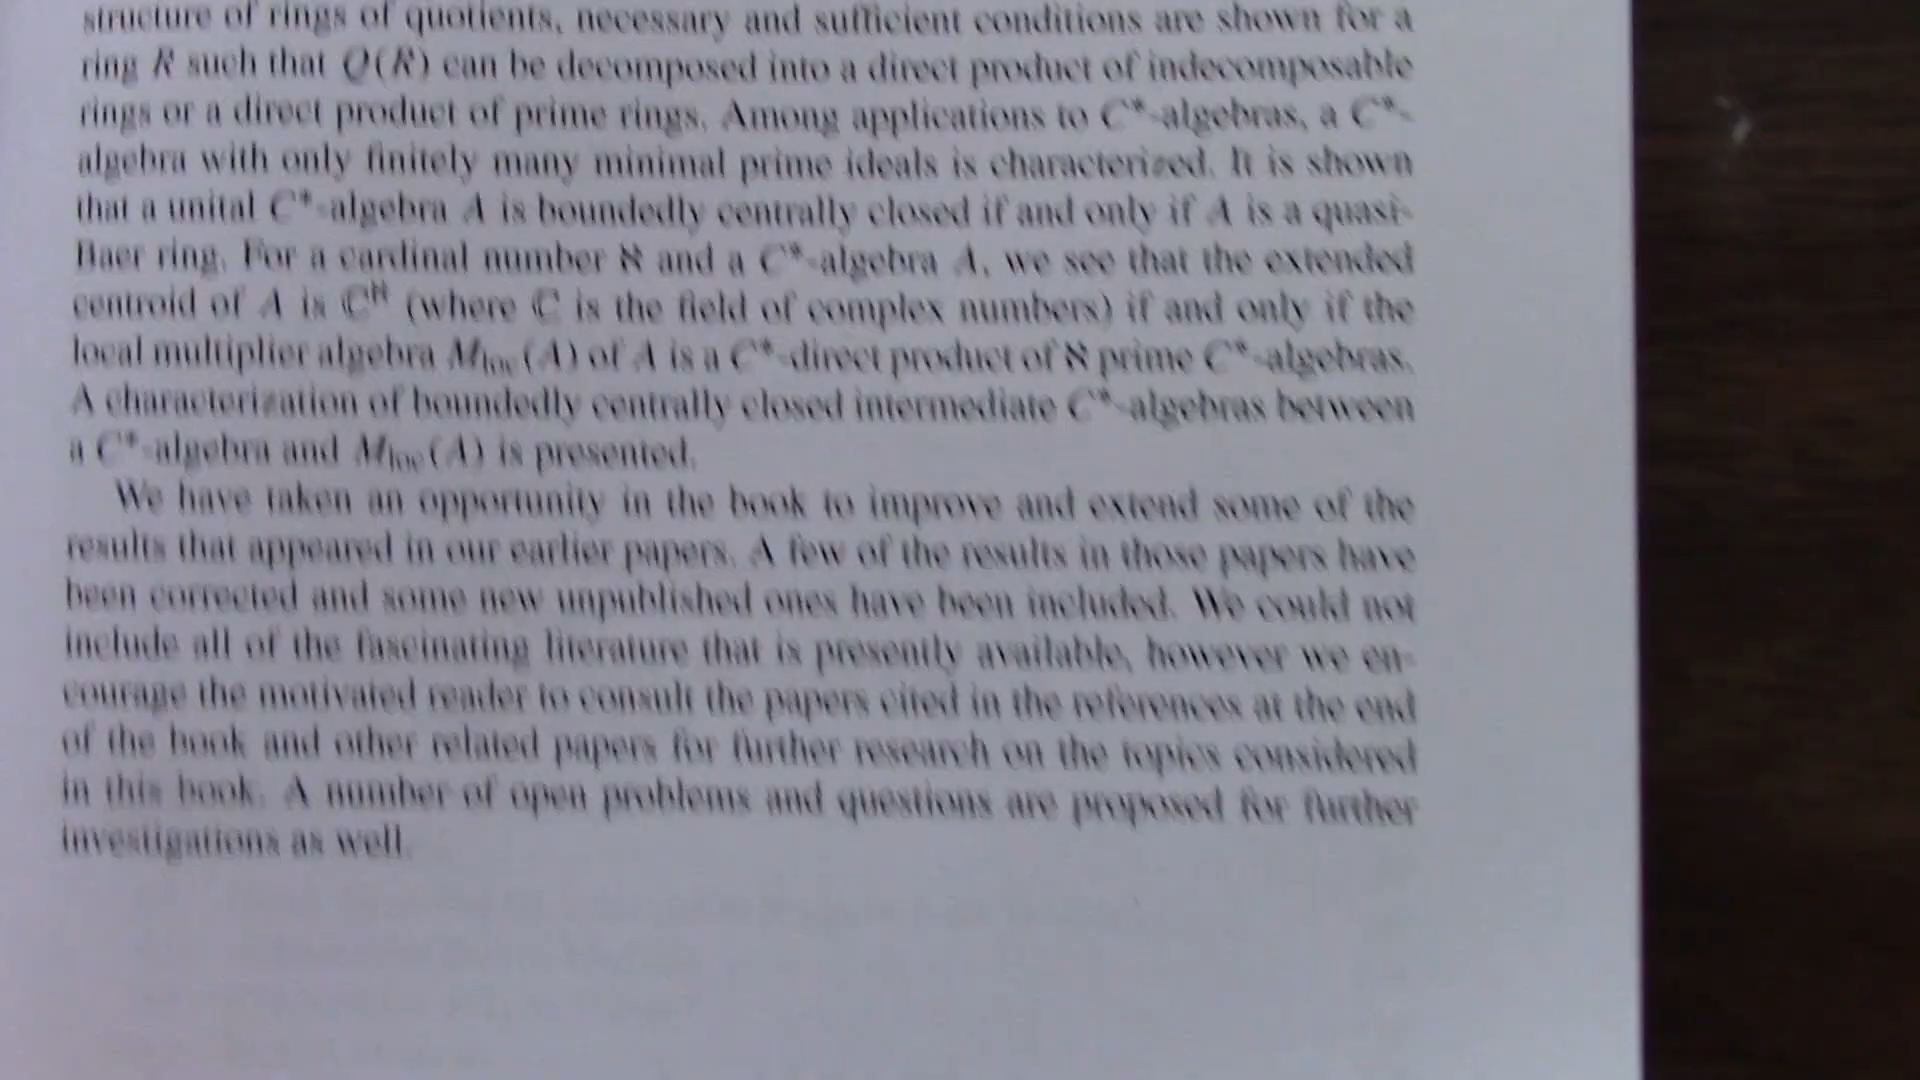 structure of rings of quotients, necessary and sufficient conditions are shown for a
ring R such that Q(R) can be decomposed into a direct product of indecomposable
rings or a direct product of prime rings. Among applications to C*-algebras, a C*-
algebra with only finitely many minimal prime ideals is characterized. It is shown
that a unital C*-algebra A is boundedly centrally closed if and only if A is a quasi-
Baer ring. For a cardinal number ℵ and a C*-algebra A, we see that the extended
centroid of A is ℂ^ℵ (where ℂ is the field of complex numbers) if and only if the
local multiplier algebra M_loc(A) of A is a C*-direct product of ℵ prime C*-algebras.
A characterization of boundedly centrally closed intermediate C*-algebras between
a C*-algebra and M_loc(A) is presented.
We have taken an opportunity in the book to improve and extend some of the
results that appeared in our earlier papers. A few of the results in those papers have
been corrected and some new unpublished ones have been included. We could not
include all of the fascinating literature that is presently available, however we en-
courage the motivated reader to consult the papers cited in the references at the end
of the book and other related papers for further research on the topics considered
in this book. A number of open problems and questions are proposed for further
investigations as well.